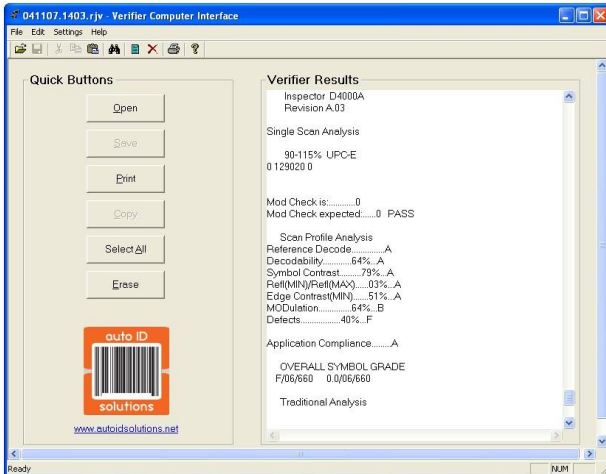 041107.1403.rjv - Verifier Computer Interface
File Edit Settings Help
Quick Buttons
Open
Save
Print
Copy
Select All
Erase
auto ID
solutions
www.autoidsolutions.net
Verifier Results
Inspector D4000A
Revision A.03
Single Scan Analysis
90-115% UPC-E
0 129020 0
Mod Check is:............0
Mod Check expected:......0 PASS
Scan Profile Analysis
Reference Decode..............A
Decodability.............64%...A
Symbol Contrast..........79%...A
Refl(MIN)/Refl(MAX)......03%...A
Edge Contrast(MIN).......51%...A
MODulation...............64%...B
Defects..................40%...F
Application Compliance........A
OVERALL SYMBOL GRADE
F/06/660 0.0/06/660
Traditional Analysis
Ready
NUM